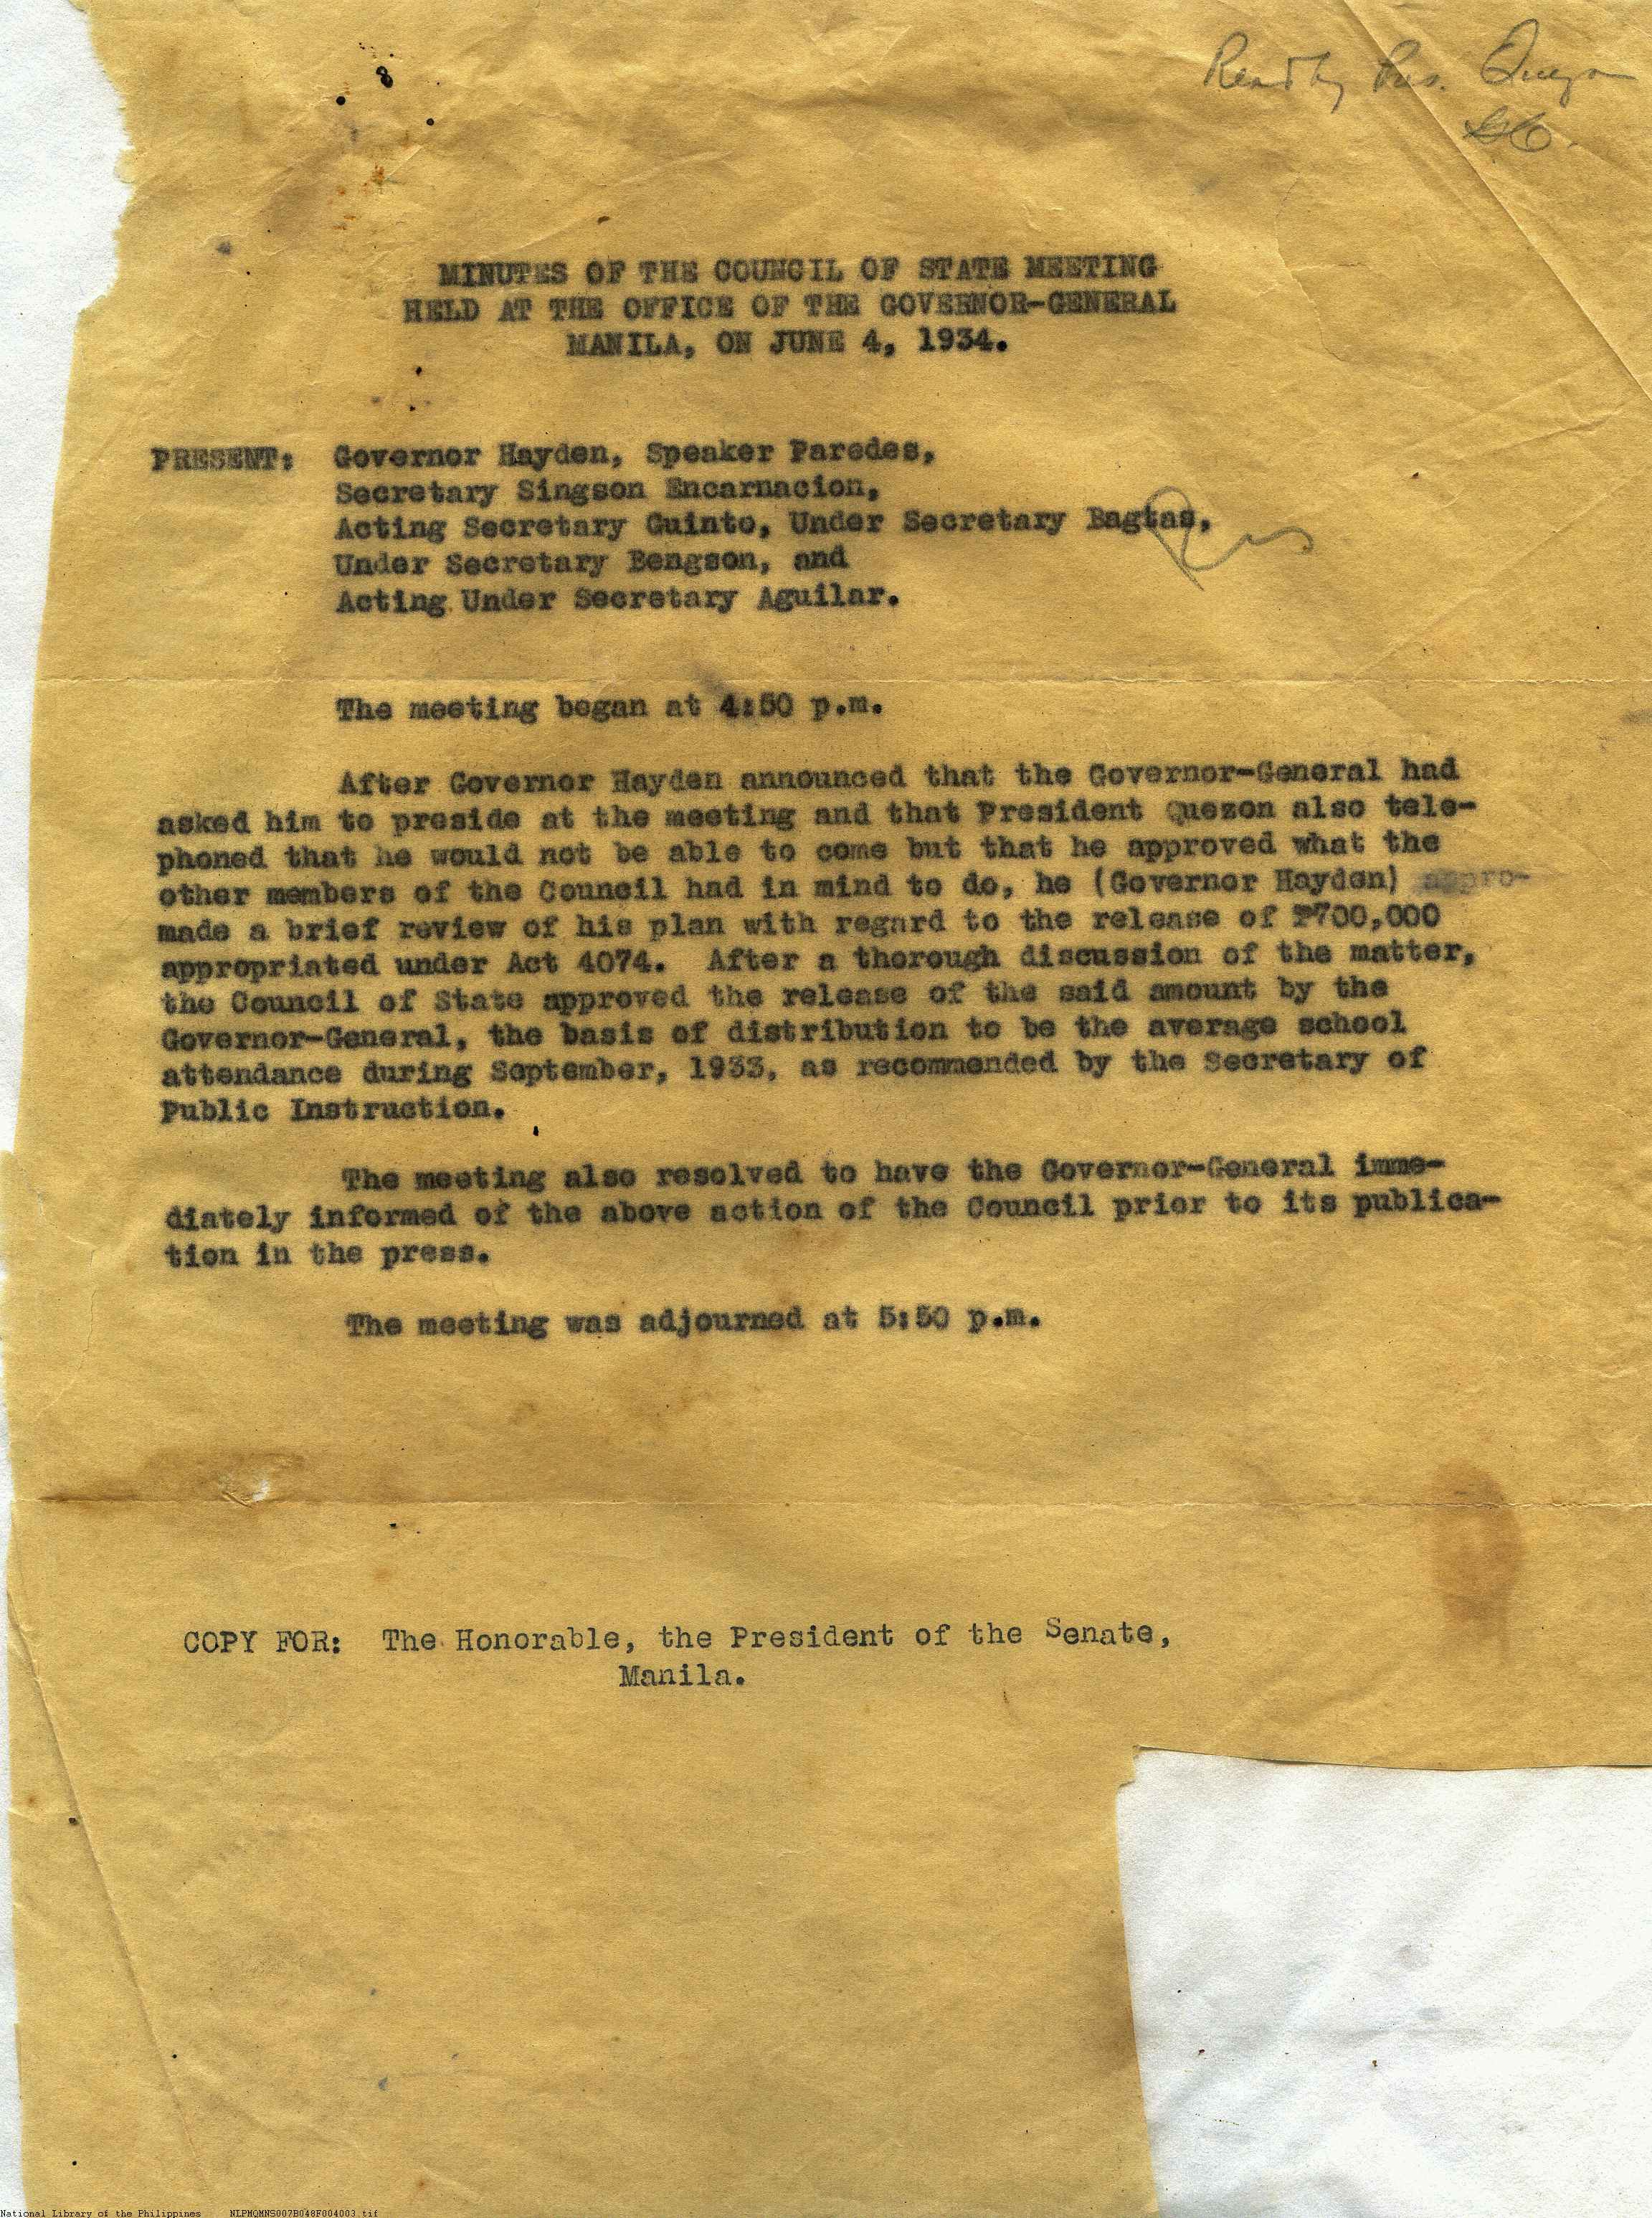 Read by Pres. Quezon
MINUTES OF THE COUNCIL OF STATE MEETING
HELD AT THE OFFICE OF THE GOVERNOR-GENERAL
MANILA, ON JUNE 4, 1934.
PRESENT: Governor Hayden, Speaker Paredes,
Secretary Singson Encarnacion,
Acting Secretary Guinto, Under Secretary Bagtas,
Under Secretary Bengson, and
Acting Under Secretary Aguilar.
The meeting began at 4:50 p.m.
After Governor Hayden announced that the Governor-General had
asked him to preside at the meeting and that President Quezon also tele-
phoned that he would not be able to come but that he approved what the
other members of the Council had in mind to do, he (Governor Hayden) appro-
made a brief review of his plan with regard to the release of ₱700,000
appropriated under Act 4074. After a thorough discussion of the matter,
the Council of State approved the release of the said amount by the
Governor-General, the basis of distribution to be the average school
attendance during September, 1933, as recommended by the Secretary of
Public Instruction.
The meeting also resolved to have the Governor-General imme-
diately informed of the above action of the Council prior to its publica-
tion in the press.
The meeting was adjourned at 5:50 p.m.
COPY FOR: The Honorable, the President of the Senate,
Manila.
National Library of the Philippines NLPMQMNS007B048F004003.tif